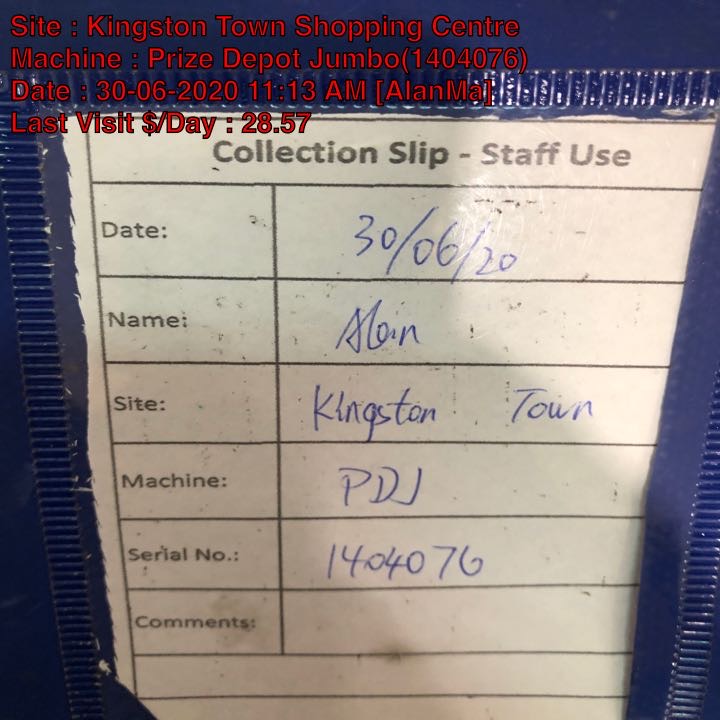 Site : Kingston Town Shopping Centre
Machine : Prize Depot Jumbo(1404076)
Date : 30-06-2020 11:13 AM [AlanMa]
Last Visit $/Day : 28.57
Collection Slip - Staff Use
Date: 30/06/20
Name: Alan
Site: Kingston Town
Machine: PDJ
Serial No.: 1404076
Comments: